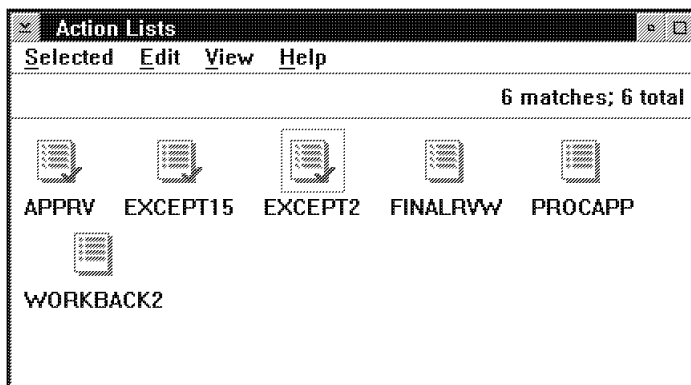 Action Lists
Selected Edit View Help
6 matches; 6 total
APPRV EXCEPT15 EXCEPT2 FINALRVW PROCAPP
WORKBACK2